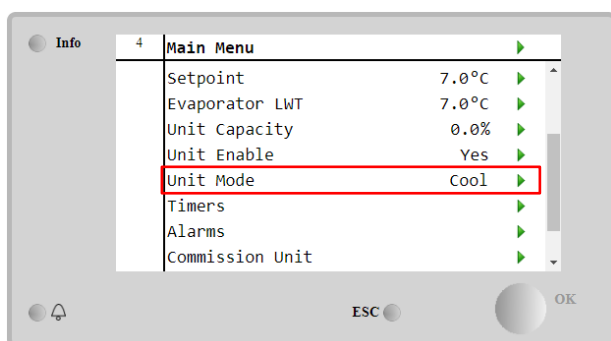 Info
4 Main Menu
Setpoint 7.0°C
Evaporator LWT 7.0°C
Unit Capacity 0.0%
Unit Enable Yes
Unit Mode Cool
Timers
Alarms
Commission Unit
ESC
OK